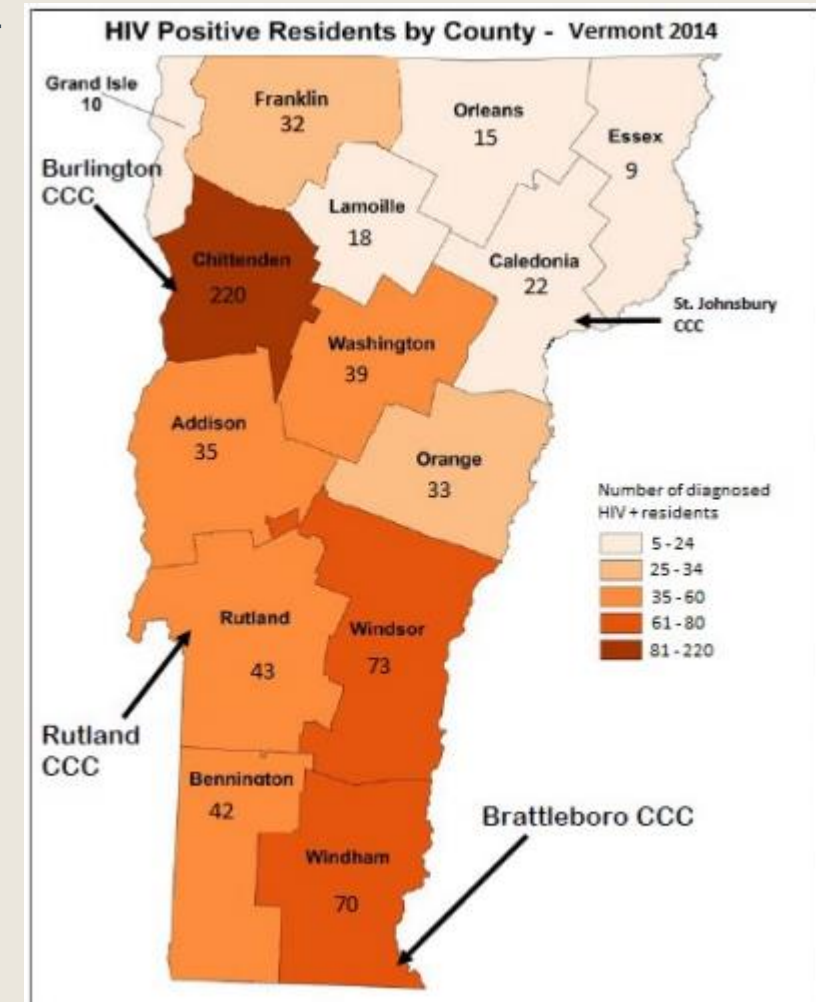 HIV Positive Residents by County - Vermont 2014
Grand Isle
10
Franklin
32
Orleans
15
Essex
9
Burlington
CCC
Lamoille
18
Chittenden
220
Caledonia
22
St. Johnsbury
CCC
Washington
39
Addison
35
Orange
33
Number of diagnosed
HIV + residents
5 - 24
25 - 34
35 - 60
61 - 80
81 - 220
Rutland
43
Windsor
73
Rutland
CCC
Bennington
42
Brattleboro CCC
Windham
70